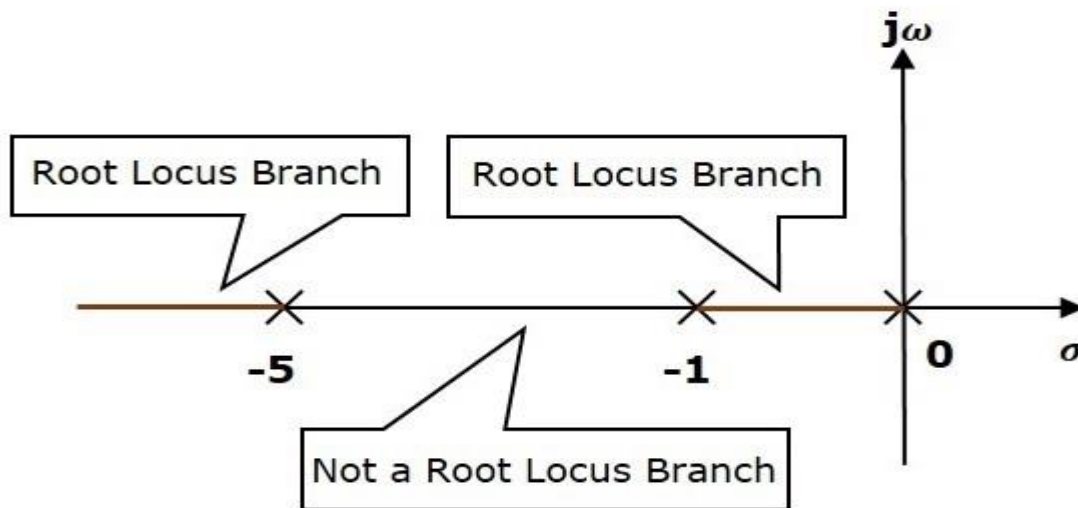 jω
Root Locus Branch
Root Locus Branch
-5
-1
0
σ
Not a Root Locus Branch